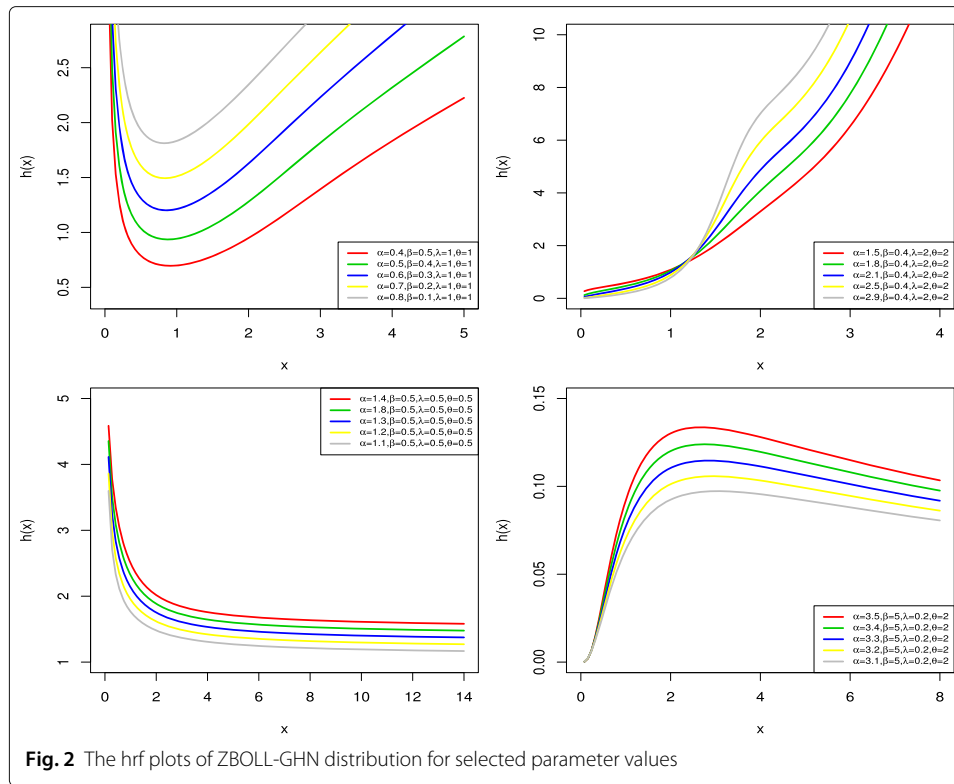 h(x)
2.5
2.0
1.5
1.0
0.5
α=0.4,β=0.5,λ=1,θ=1
α=0.5,β=0.4,λ=1,θ=1
α=0.6,β=0.3,λ=1,θ=1
α=0.7,β=0.2,λ=1,θ=1
α=0.8,β=0.1,λ=1,θ=1
0 1 2 3 4 5
x
h(x)
10
8
6
4
2
0
α=1.5,β=0.4,λ=2,θ=2
α=1.8,β=0.4,λ=2,θ=2
α=2.1,β=0.4,λ=2,θ=2
α=2.5,β=0.4,λ=2,θ=2
α=2.9,β=0.4,λ=2,θ=2
0 1 2 3 4
x
h(x)
5
4
3
2
1
α=1.4,β=0.5,λ=0.5,θ=0.5
α=1.8,β=0.5,λ=0.5,θ=0.5
α=1.3,β=0.5,λ=0.5,θ=0.5
α=1.2,β=0.5,λ=0.5,θ=0.5
α=1.1,β=0.5,λ=0.5,θ=0.5
0 2 4 6 8 10 12 14
x
h(x)
0.15
0.10
0.05
0.00
α=3.5,β=5,λ=0.2,θ=2
α=3.4,β=5,λ=0.2,θ=2
α=3.3,β=5,λ=0.2,θ=2
α=3.2,β=5,λ=0.2,θ=2
α=3.1,β=5,λ=0.2,θ=2
0 2 4 6 8
x
Fig. 2 The hrf plots of ZBOLL-GHN distribution for selected parameter values